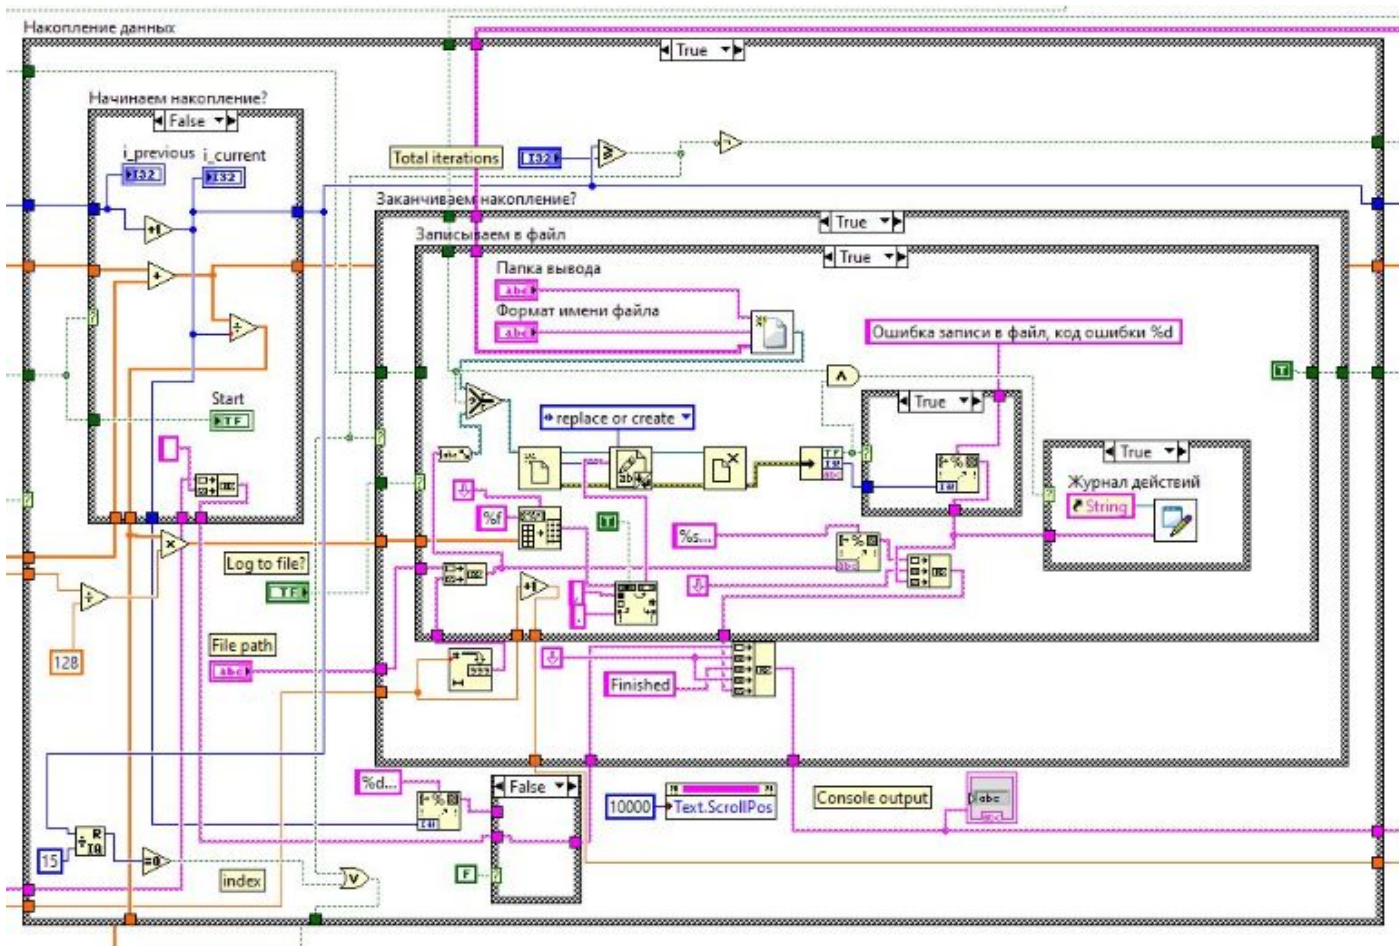 Накопление данных
True
Начинаем накопление?
False
i_previous
i_current
I32
I32
Total iterations
I32
Заканчиваем накопление?
True
Записываем в файл
True
Папка вывода
abc
Формат имени файла
abc
Ошибка записи в файл, код ошибки %d
T
Start
TF
replace or create
True
True
Журнал действий
String
%f
T
%s...
Log to file?
TF
128
File path
abc
Finished
%d...
False
10000
Text.ScrollPos
Console output
abc
15
R
IQ
=0
index
F